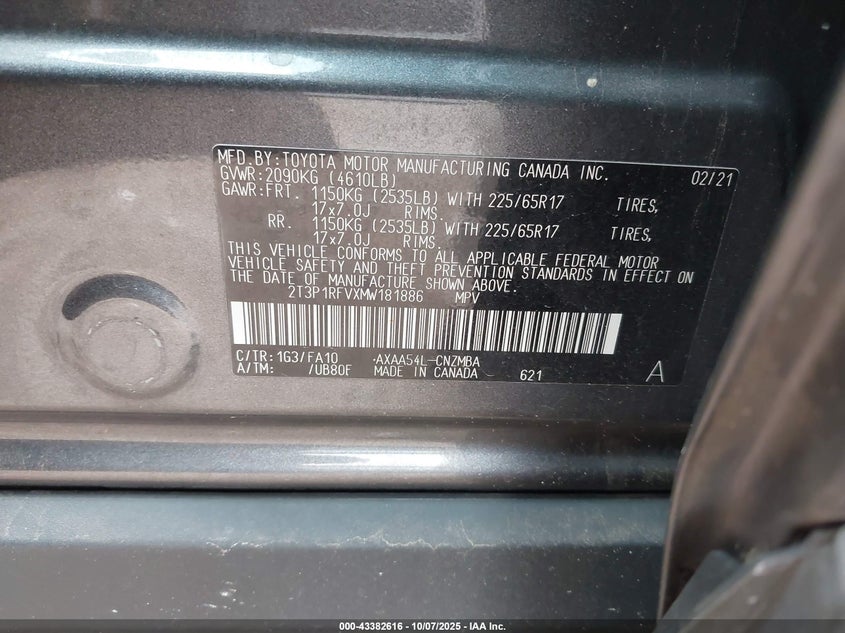 MFD.BY:TOYOTA MOTOR MANUFACTURING CANADA INC. 02/21
GVWR:2090KG (4610LB)
GAWR:FRT. 1150KG (2535LB) WITH 225/65R17 TIRES,
17x7.0J RIMS.
RR. 1150KG (2535LB) WITH 225/65R17 TIRES,
17x7.0J RIMS.
THIS VEHICLE CONFORMS TO ALL APPLICABLE FEDERAL MOTOR
VEHICLE SAFETY AND THEFT PREVENTION STANDARDS IN EFFECT ON
THE DATE OF MANUFACTURE SHOWN ABOVE.
2T3P1RFVXMW181886 MPV
C/TR:1G3/FA10 ·AXAA54L-CNZMBA
A/TM: /UB80F MADE IN CANADA 621 A
000-43382616 - 10/07/2025 - IAA Inc.